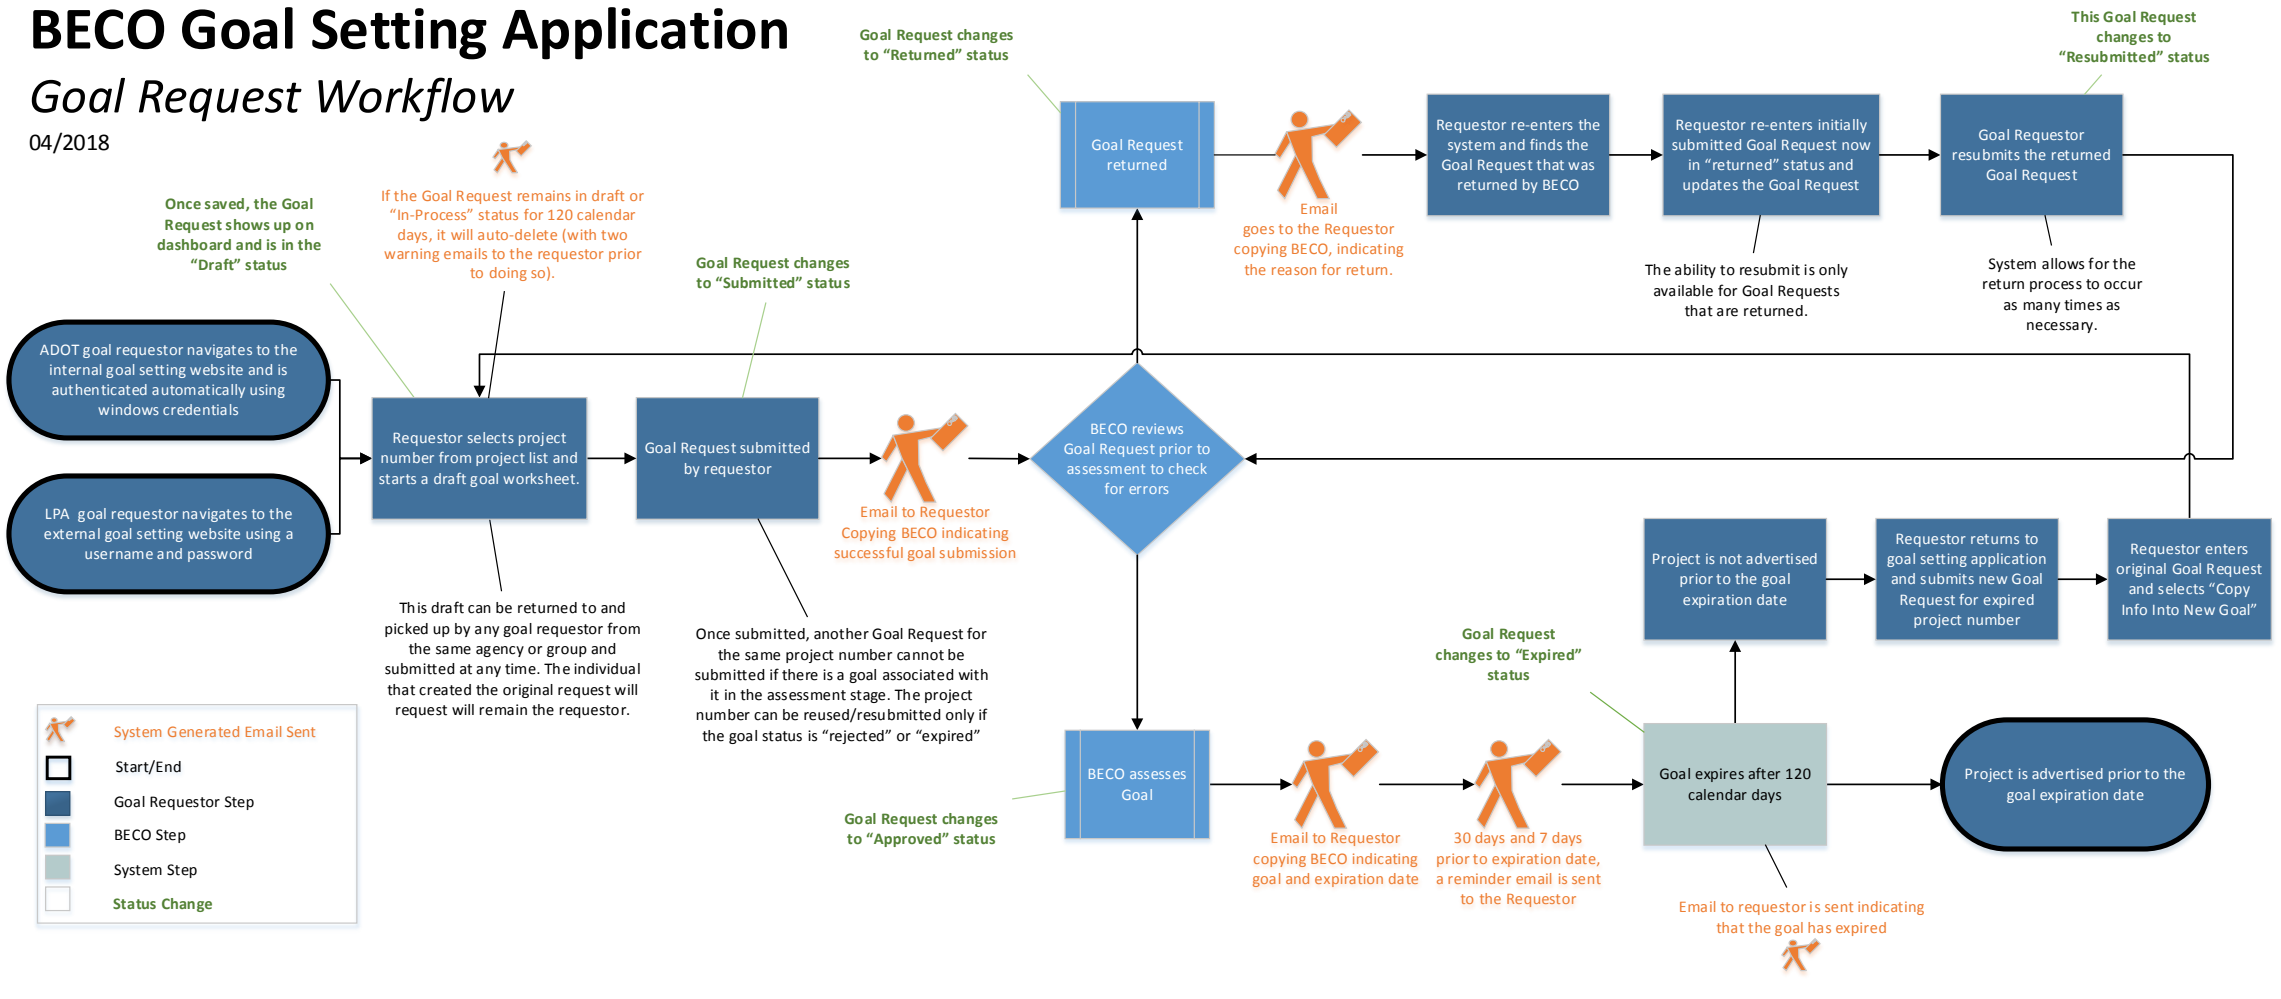 BECO Goal Setting Application
Goal Request Workflow
04/2018
Goal Request changes
to “Returned” status
This Goal Request
changes to
“Resubmitted” status
Once saved, the Goal
Request shows up on
dashboard and is in the
“Draft” status
If the Goal Request remains in draft or
“In-Process” status for 120 calendar
days, it will auto-delete (with two
warning emails to the requestor prior
to doing so).
Goal Request changes
to “Submitted” status
Goal Request
returned
Email
goes to the Requestor
copying BECO, indicating
the reason for return.
Requestor re-enters the
system and finds the
Goal Request that was
returned by BECO
Requestor re-enters initially
submitted Goal Request now
in “returned” status and
updates the Goal Request
Goal Requestor
resubmits the returned
Goal Request
The ability to resubmit is only
available for Goal Requests
that are returned.
System allows for the
return process to occur
as many times as
necessary.
ADOT goal requestor navigates to the
internal goal setting website and is
authenticated automatically using
windows credentials
LPA goal requestor navigates to the
external goal setting website using a
username and password
Requestor selects project
number from project list and
starts a draft goal worksheet.
Goal Request submitted
by requestor
Email to Requestor
Copying BECO indicating
successful goal submission
BECO reviews
Goal Request prior to
assessment to check
for errors
This draft can be returned to and
picked up by any goal requestor from
the same agency or group and
submitted at any time. The individual
that created the original request will
request will remain the requestor.
Once submitted, another Goal Request for
the same project number cannot be
submitted if there is a goal associated with
it in the assessment stage. The project
number can be reused/resubmitted only if
the goal status is “rejected” or “expired”
Project is not advertised
prior to the goal
expiration date
Requestor returns to
goal setting application
and submits new Goal
Request for expired
project number
Requestor enters
original Goal Request
and selects “Copy
Info Into New Goal”
Goal Request
changes to “Expired”
status
BECO assesses
Goal
Goal Request changes
to “Approved” status
Email to Requestor
copying BECO indicating
goal and expiration date
30 days and 7 days
prior to expiration date,
a reminder email is sent
to the Requestor
Goal expires after 120
calendar days
Project is advertised prior to the
goal expiration date
Email to requestor is sent indicating
that the goal has expired
System Generated Email Sent
Start/End
Goal Requestor Step
BECO Step
System Step
Status Change